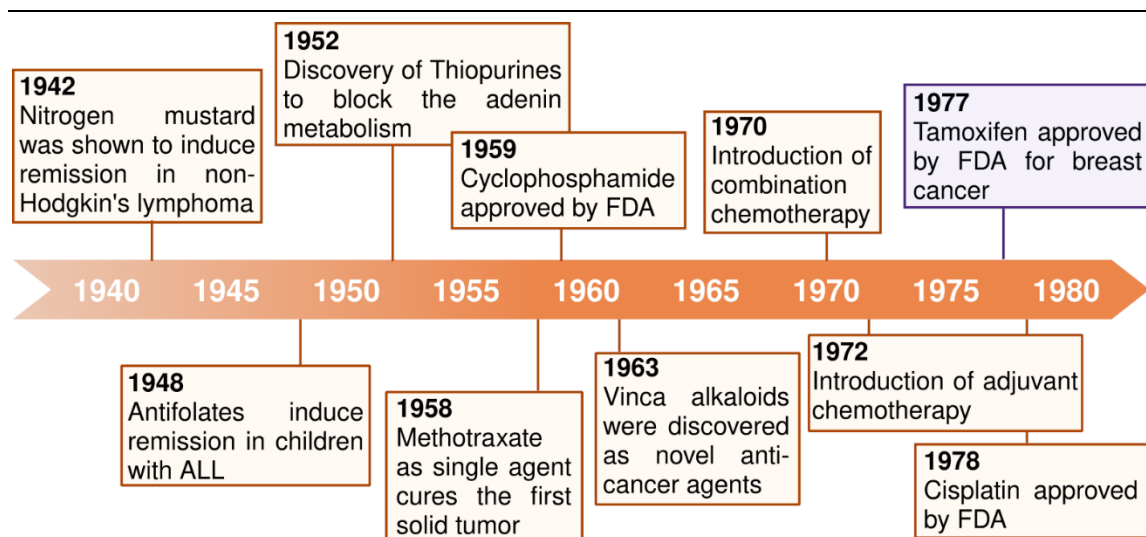 1942
Nitrogen mustard
was shown to induce
remission in non-
Hodgkin's lymphoma
1952
Discovery of Thiopurines
to block the adenin
metabolism
1959
Cyclophosphamide
approved by FDA
1970
Introduction of
combination
chemotherapy
1977
Tamoxifen approved
by FDA for breast
cancer
1940 1945 1950 1955 1960 1965 1970 1975 1980
1948
Antifolates induce
remission in children
with ALL
1958
Methotraxate
as single agent
cures the first
solid tumor
1963
Vinca alkaloids
were discovered
as novel anti-
cancer agents
1972
Introduction of adjuvant
chemotherapy
1978
Cisplatin approved
by FDA